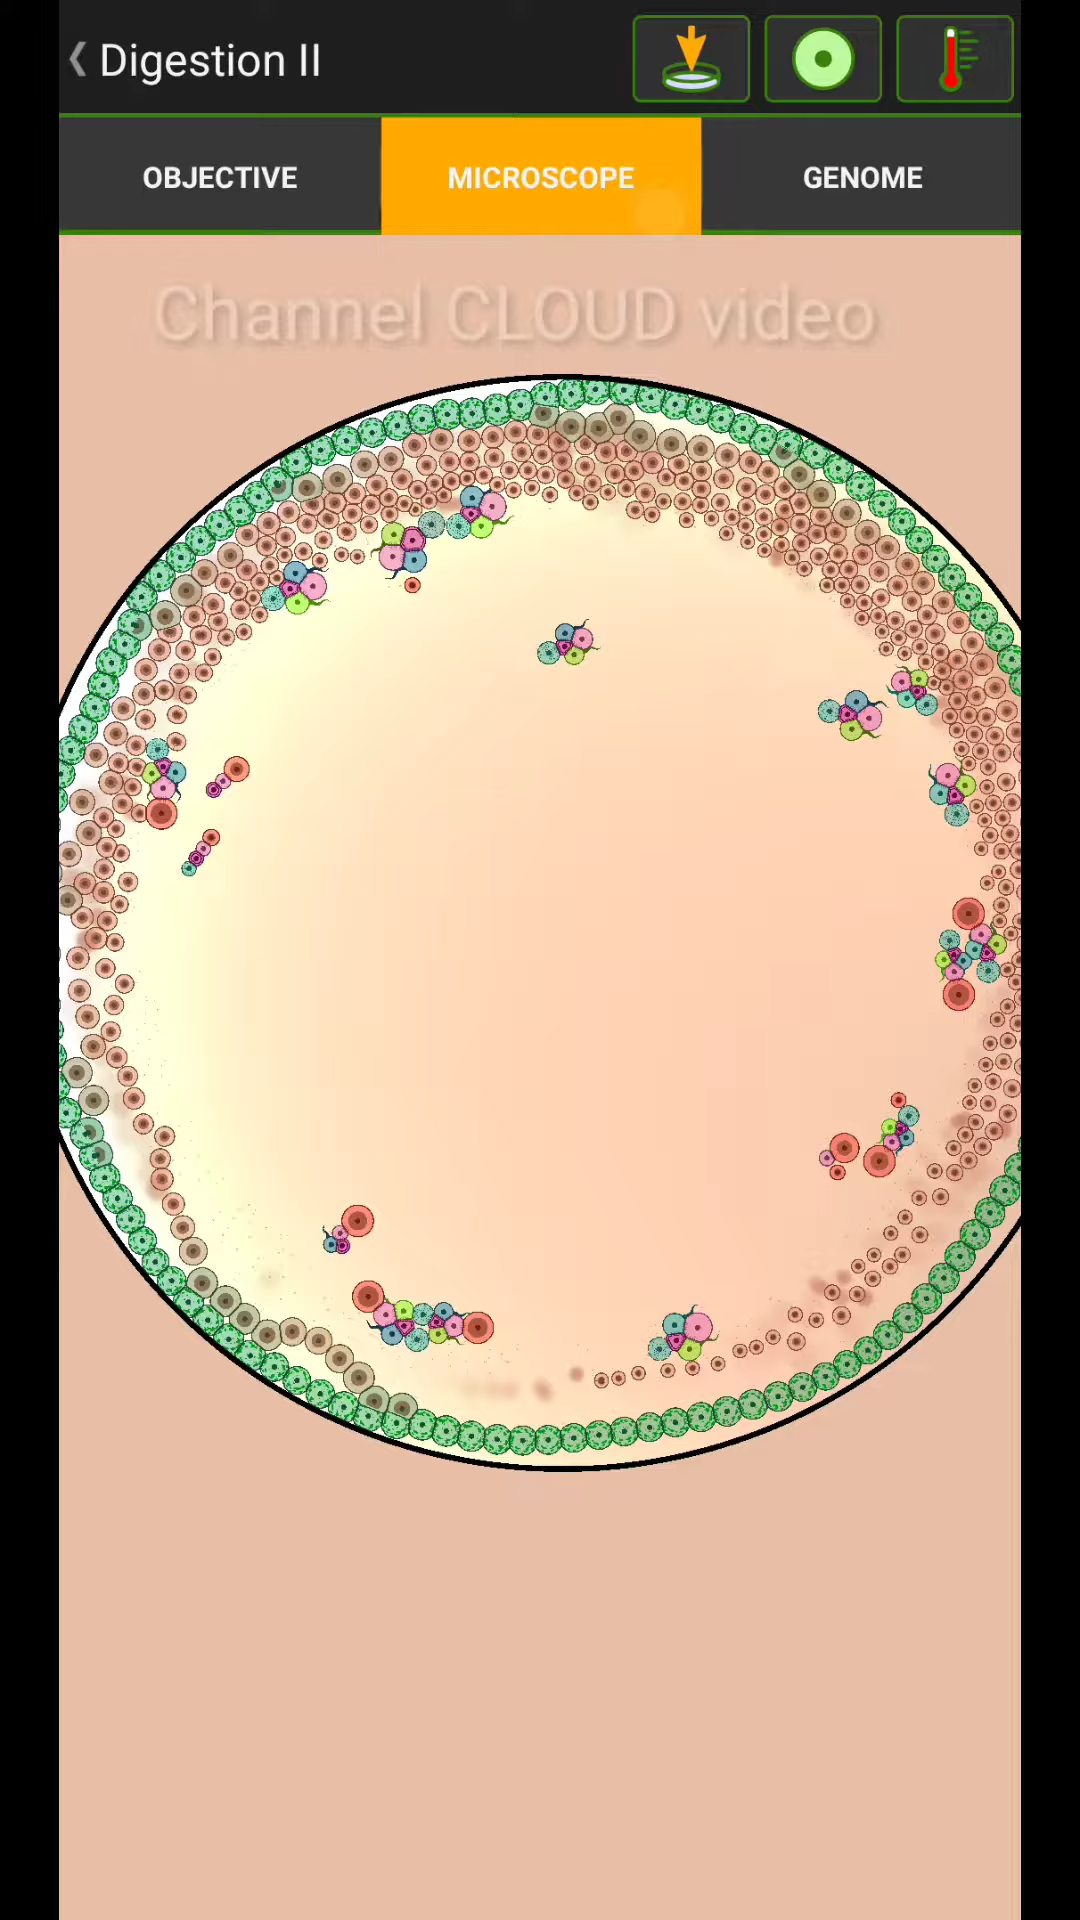 Digestion II
OBJECTIVE
MICROSCOPE
GENOME
Channel CLOUD video